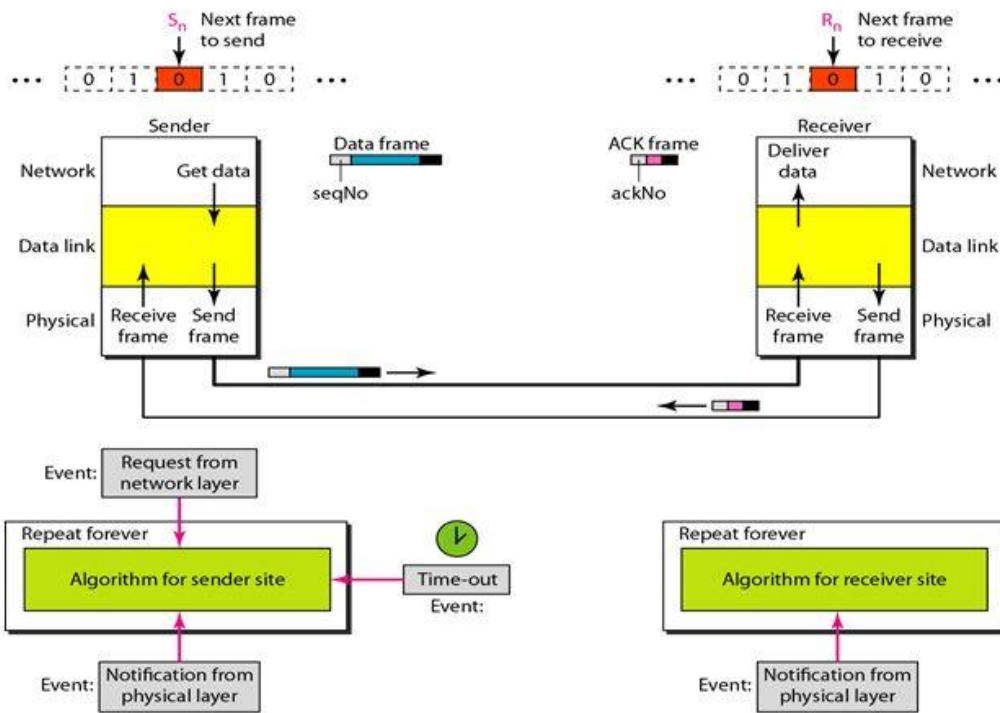 Sn Next frame
to send
Rn Next frame
to receive
... 0 1 0 1 0 ...
... 0 1 0 1 0 ...
Sender
Receiver
Data frame
ACK frame
seqNo
ackNo
Network
Get data
Deliver
data
Network
Data link
Data link
Physical
Receive
frame
Send
frame
Receive
frame
Send
frame
Physical
Event:
Request from
network layer
Repeat forever
Algorithm for sender site
Time-out
Event:
Event:
Notification from
physical layer
Repeat forever
Algorithm for receiver site
Event:
Notification from
physical layer